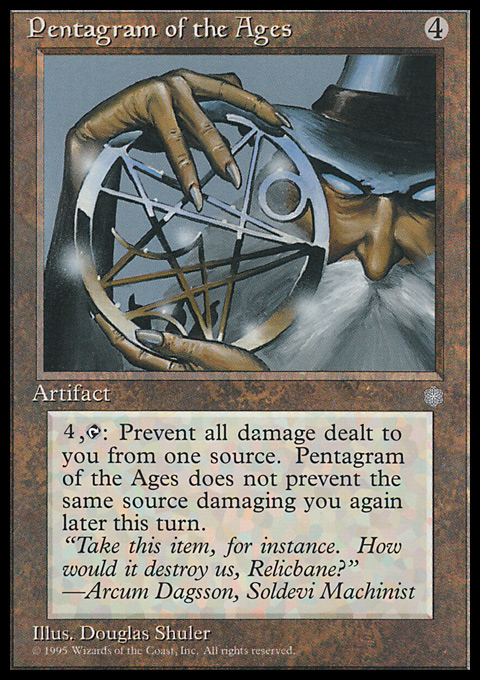 Pentagram of the Ages 4
Artifact
4, : Prevent all damage dealt to
you from one source. Pentagram
of the Ages does not prevent the
same source damaging you again
later this turn.
“Take this item, for instance. How
would it destroy us, Relicbane?”
—Arcum Dagsson, Soldevi Machinist
Illus. Douglas Shuler
© 1995 Wizards of the Coast, Inc. All rights reserved.